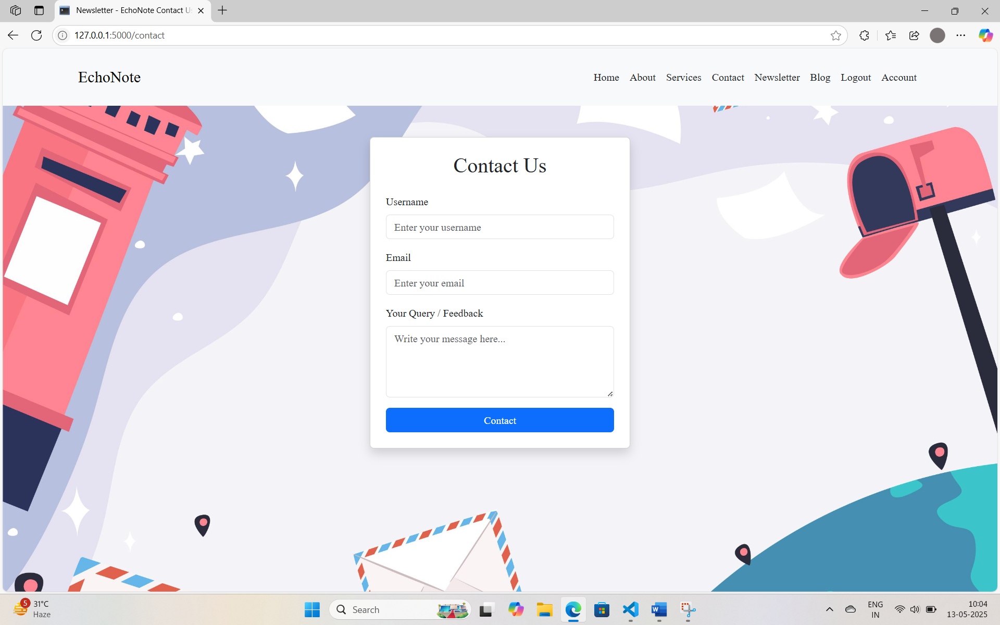 Newsletter - EchoNote Contact Us
127.0.0.1:5000/contact
EchoNote
Home About Services Contact Newsletter Blog Logout Account
Contact Us
Username
Enter your username
Email
Enter your email
Your Query / Feedback
Write your message here...
Contact
5
31°C
Haze
Search
W
ENG
IN
10:04
13-05-2025